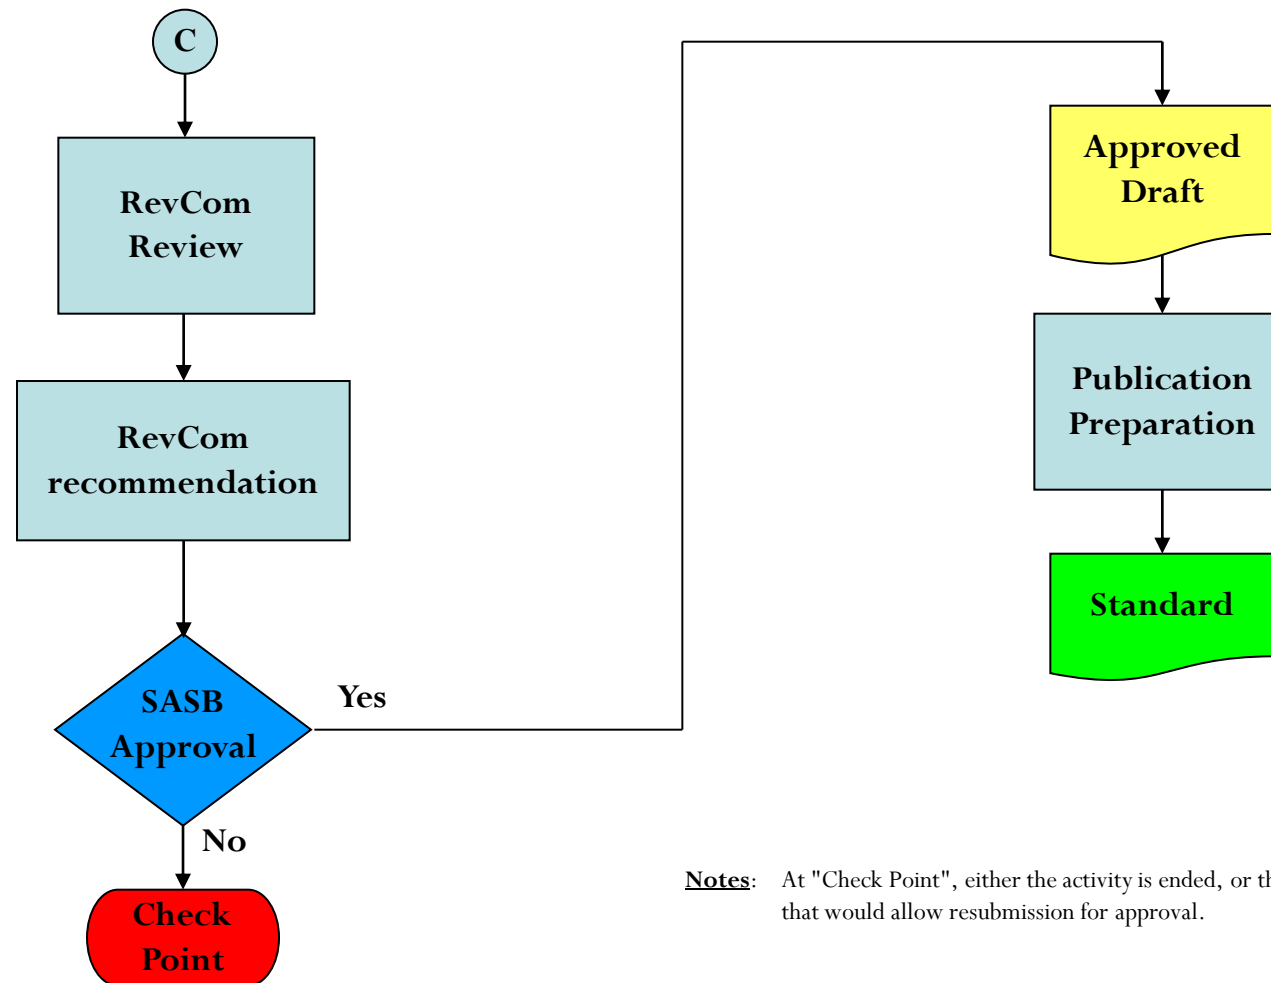 C
RevCom
Review
RevCom
recommendation
SASB
Approval
Yes
No
Check
Point
Approved
Draft
Publication
Preparation
Standard
Notes: At "Check Point", either the activity is ended, or
that would allow resubmission for approval.